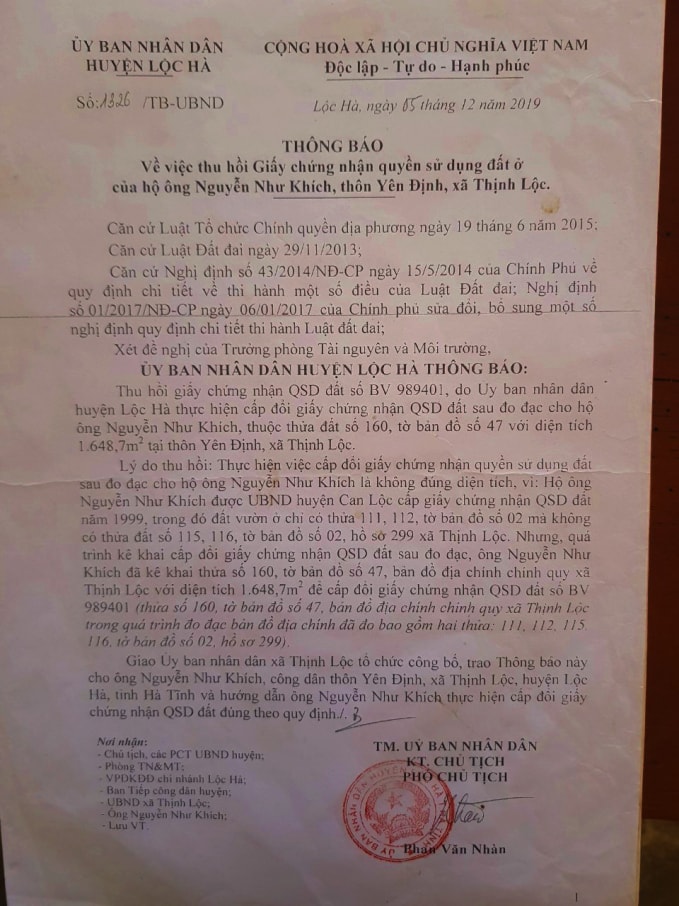 ỦY BAN NHÂN DÂN
HUYỆN LỘC HÀ
CỘNG HOÀ XÃ HỘI CHỦ NGHĨA VIỆT NAM
Độc lập - Tự do - Hạnh phúc
Số: 1326 /TB-UBND
Lộc Hà, ngày 05 tháng 12 năm 2019
THÔNG BÁO
Về việc thu hồi Giấy chứng nhận quyền sử dụng đất ở
của hộ ông Nguyễn Như Khích, thôn Yên Định, xã Thịnh Lộc.
Căn cứ Luật Tổ chức Chính quyền địa phương ngày 19 tháng 6 năm 2015;
Căn cứ Luật Đất đai ngày 29/11/2013;
Căn cứ Nghị định số 43/2014/NĐ-CP ngày 15/5/2014 của Chính Phủ về
quy định chi tiết về thi hành một số điều của Luật Đất đai; Nghị định
số 01/2017/NĐ-CP ngày 06/01/2017 của Chính phủ sửa đổi, bổ sung một số
nghị định quy định chi tiết thi hành Luật đất đai;
Xét đề nghị của Trưởng phòng Tài nguyên và Môi trường,
ỦY BAN NHÂN DÂN HUYỆN LỘC HÀ THÔNG BÁO:
Thu hồi giấy chứng nhận QSD đất số BV 989401, do Uy ban nhân dân
huyện Lộc Hà thực hiện cấp đổi giấy chứng nhận QSD đất sau đo đạc cho hộ
ông Nguyễn Như Khích, thuộc thửa đất số 160, tờ bản đồ số 47 với diện tích
1.648,7m² tại thôn Yên Định, xã Thịnh Lộc.
Lý do thu hồi: Thực hiện việc cấp đổi giấy chứng nhận quyền sử dụng đất
sau đo đạc cho hộ ông Nguyễn Như Khích là không đúng diện tích, vì: Hộ ông
Nguyễn Như Khích được UBND huyện Can Lộc cấp giấy chứng nhận QSD đất
năm 1999, trong đó đất vườn ở chỉ có thửa 111, 112, tờ bản đồ số 02 mà không
có thửa đất số 115, 116, tờ bản đồ số 02, hồ sơ 299 xã Thịnh Lộc. Nhưng, quá
trình kê khai cấp đổi giấy chứng nhận QSD đất sau đo đạc, ông Nguyễn Như
Khích đã kê khai thửa số 160, tờ bản đồ số 47, bản đồ địa chính chinh quy xã
Thịnh Lộc với diện tích 1.648,7m² để cấp đổi giấy chứng nhận QSD đất số BV
989401 (thửa số 160, tờ bản đồ số 47, bản đồ địa chính chinh quy xã Thịnh Lộc
trong quá trình đo đạc bản đồ địa chính đã đo bao gồm hai thửa: 111, 112, 115,
116, tờ bản đồ số 02, hồ sơ 299).
Giao Ủy ban nhân dân xã Thịnh Lộc tổ chức công bố, trao Thông báo này
cho ông Nguyễn Như Khích, công dân thôn Yên Định, xã Thịnh Lộc, huyện Lộc
Hà, tỉnh Hà Tĩnh và hướng dẫn ông Nguyễn Như Khích thực hiện cấp đổi giấy
chứng nhận QSD đất đúng theo quy định./.
Nơi nhận:
- Chủ tịch, các PCT UBND huyện;
- Phòng TN&MT;
- VPĐKĐĐ chi nhánh Lộc Hà;
- Ban Tiếp công dân huyện;
- UBND xã Thịnh Lộc;
- Ông Nguyễn Như Khích;
- Lưu VT.
TM. UỶ BAN NHÂN DÂN
KT. CHỦ TỊCH
PHÓ CHỦ TỊCH
Phan Văn Nhàn
1